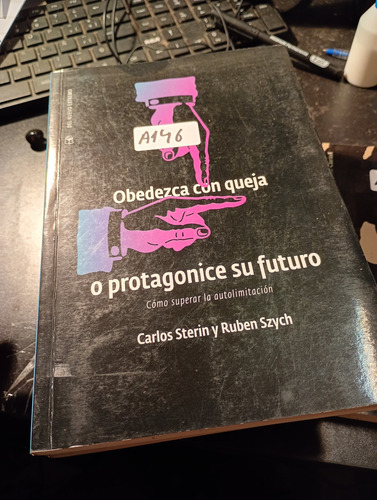 A146
Obedezca con queja
o protagonice su futuro
Cómo superar la autolimitación
Carlos Sterin y Ruben Szych